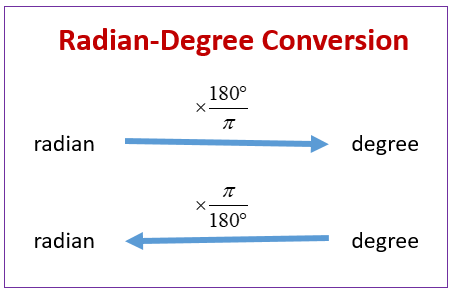 Radian-Degree Conversion
×180°/π
radian degree
×π/180°
radian degree